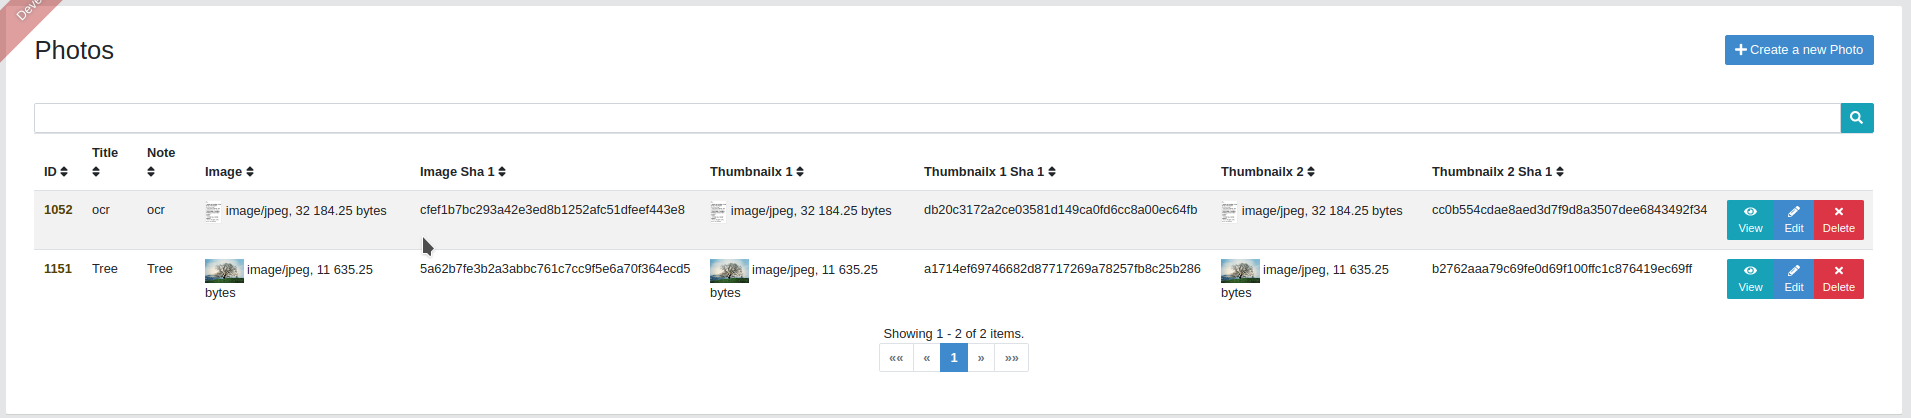 Deve
Photos
Create a new Photo
Title Note
ID Image Image Sha 1 Thumbnailx 1 Thumbnailx 1 Sha 1 Thumbnailx 2 Thumbnailx 2 Sha 1
1052 ocr ocr image/jpeg, 32 184.25 bytes cfef1b7bc293a42e3ed8b1252afc51dfeef443e8 image/jpeg, 32 184.25 bytes db20c3172a2ce03581d149ca0fd6cc8a00ec64fb image/jpeg, 32 184.25 bytes cc0b554cdae8aed3d7f9d8a3507dee6843492f34
View Edit Delete
1151 Tree Tree image/jpeg, 11 635.25 5a62b7fe3b2a3abbc761c7cc9f5e6a70f364ecd5 image/jpeg, 11 635.25 a1714ef69746682d87717269a78257fb8c25b286 image/jpeg, 11 635.25 b2762aaa79c69fe0d69f100ffc1c876419ec69ff
bytes bytes bytes View Edit Delete
Showing 1 - 2 of 2 items.
«« « 1 » »»